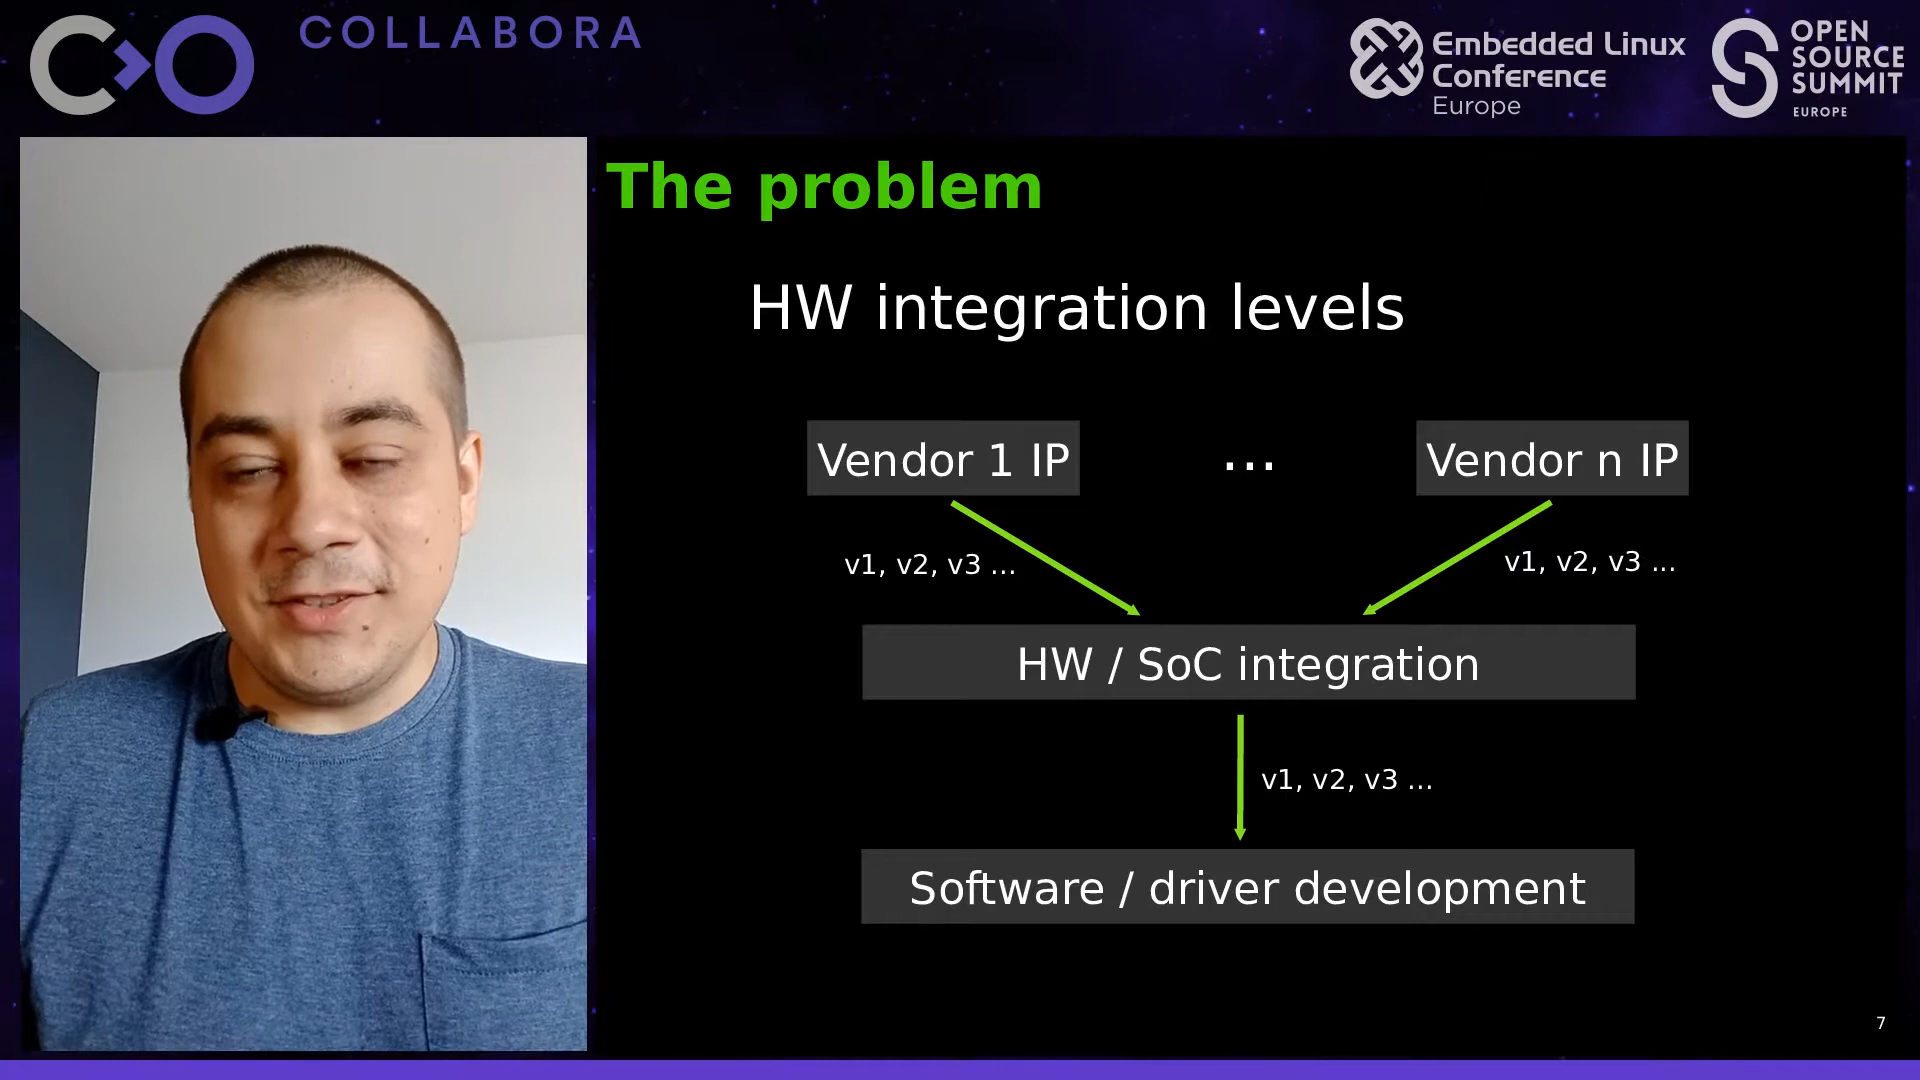 COLLABORA
Embedded Linux
Conference
Europe
OPEN
SOURCE
SUMMIT
EUROPE
The problem
HW integration levels
Vendor 1 IP
...
Vendor n IP
v1, v2, v3 ...
v1, v2, v3 ...
HW / SoC integration
v1, v2, v3 ...
Software / driver development
7